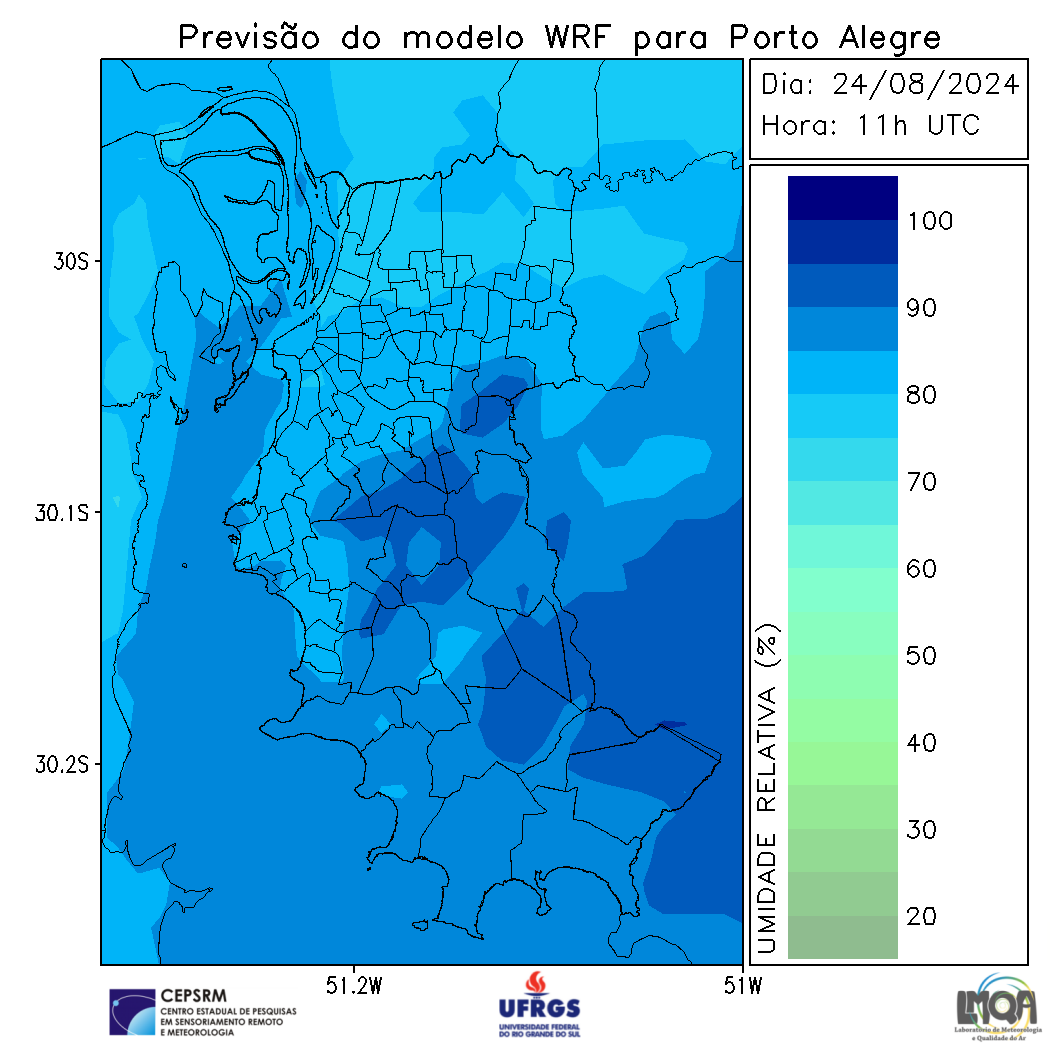 Previsão do modelo WRF para Porto Alegre
Dia: 24/08/2024
Hora: 11h UTC
100
90
80
70
60
50
40
30
20
UMIDADE RELATIVA (%)
30S
30.1S
30.2S
51.2W
51W
CEPSRM
CENTRO ESTADUAL DE PESQUISAS
EM SENSORIAMENTO REMOTO
E METEOROLOGIA
UFRGS
UNIVERSIDADE FEDERAL
DO RIO GRANDE DO SUL
LMQA
Laboratório de Meteorologia
e Qualidade do Ar